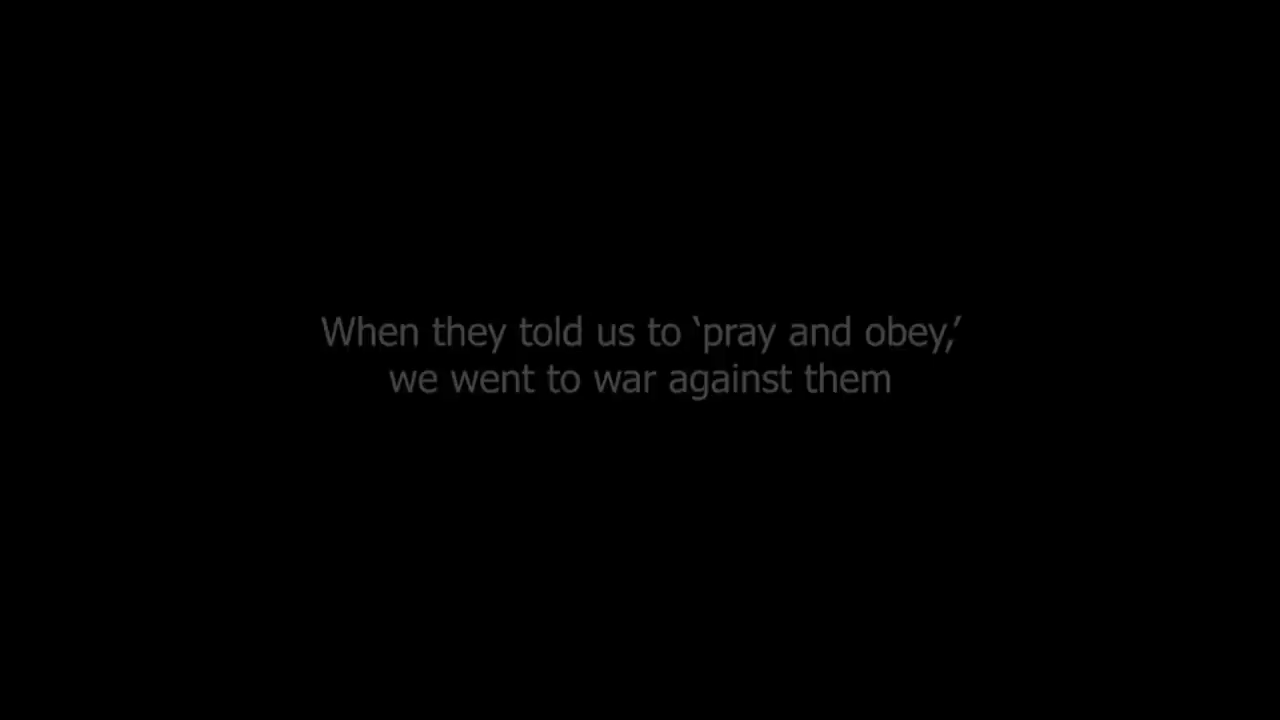 When they told us to ‘pray and obey,’
we went to war against them